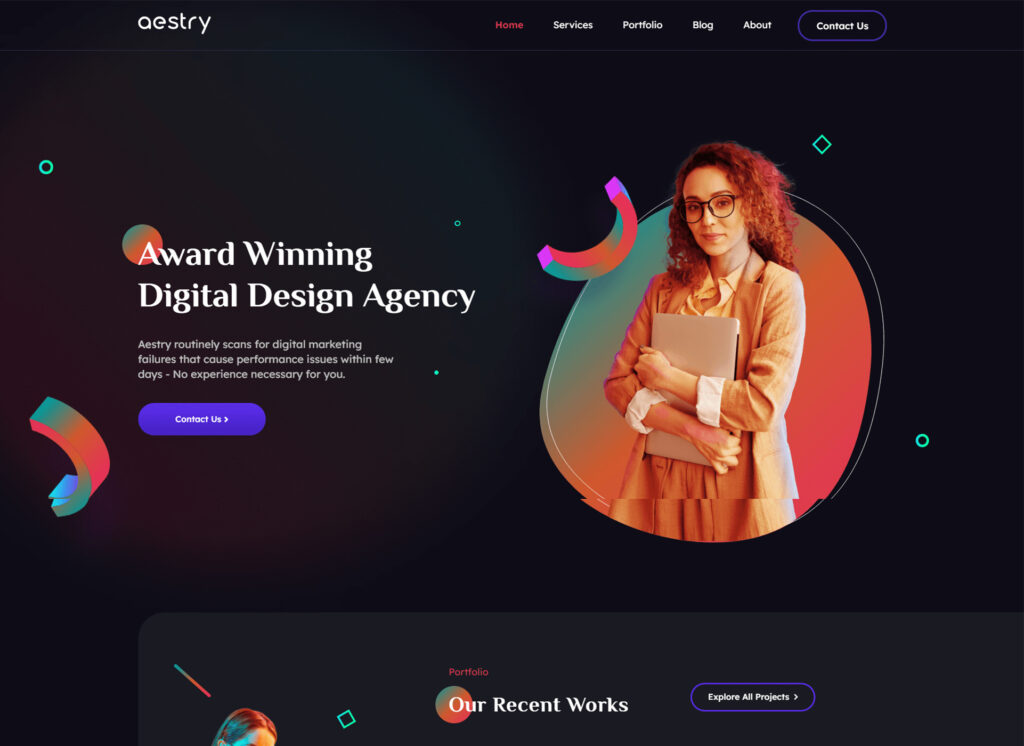 aestry
Home Services Portfolio Blog About Contact Us
Award Winning
Digital Design Agency
Aestry routinely scans for digital marketing
failures that cause performance issues within few
days - No experience necessary for you.
Contact Us
Portfolio
Our Recent Works
Explore All Projects